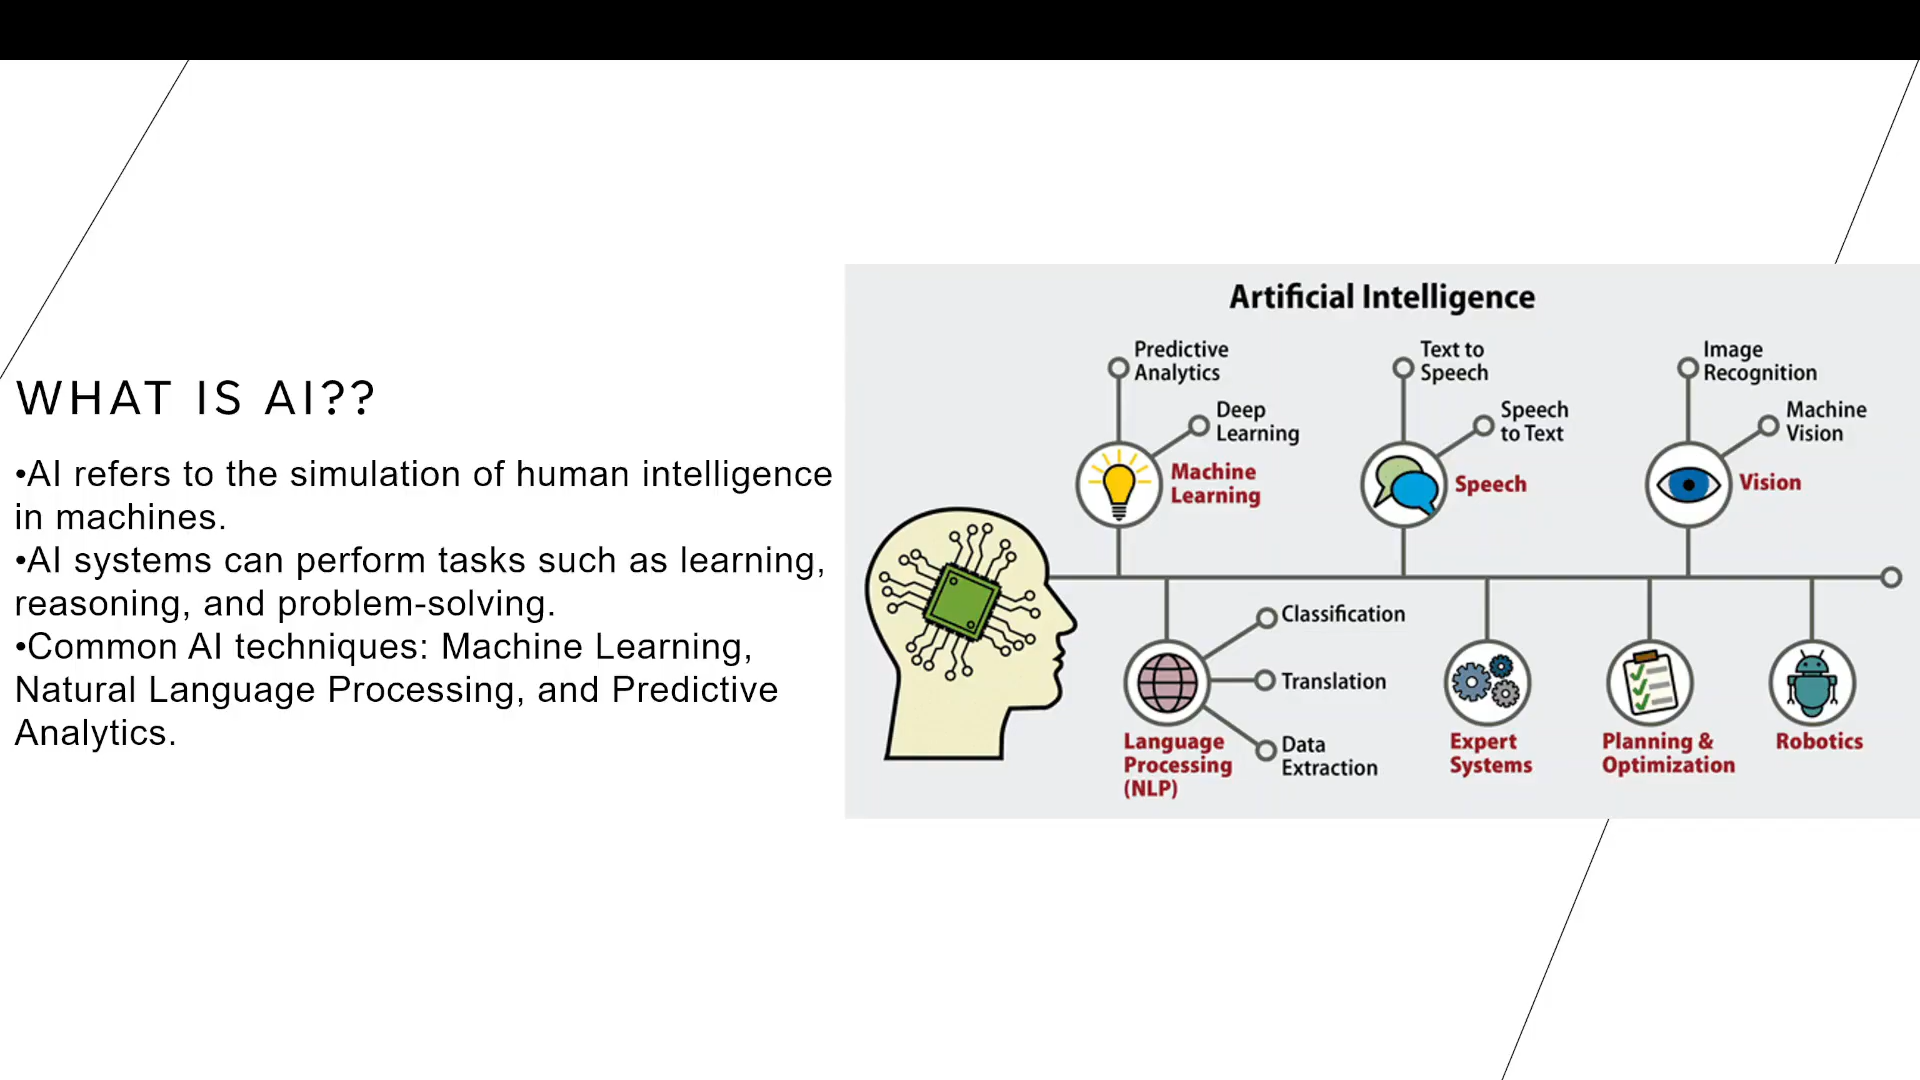 WHAT IS AI??
•AI refers to the simulation of human intelligence
in machines.
•AI systems can perform tasks such as learning,
reasoning, and problem-solving.
•Common AI techniques: Machine Learning,
Natural Language Processing, and Predictive
Analytics.
Artificial Intelligence
Predictive
Analytics
Deep
Learning
Machine
Learning
Text to
Speech
Speech
to Text
Speech
Image
Recognition
Machine
Vision
Vision
Classification
Translation
Data
Extraction
Language
Processing
(NLP)
Expert
Systems
Planning &
Optimization
Robotics